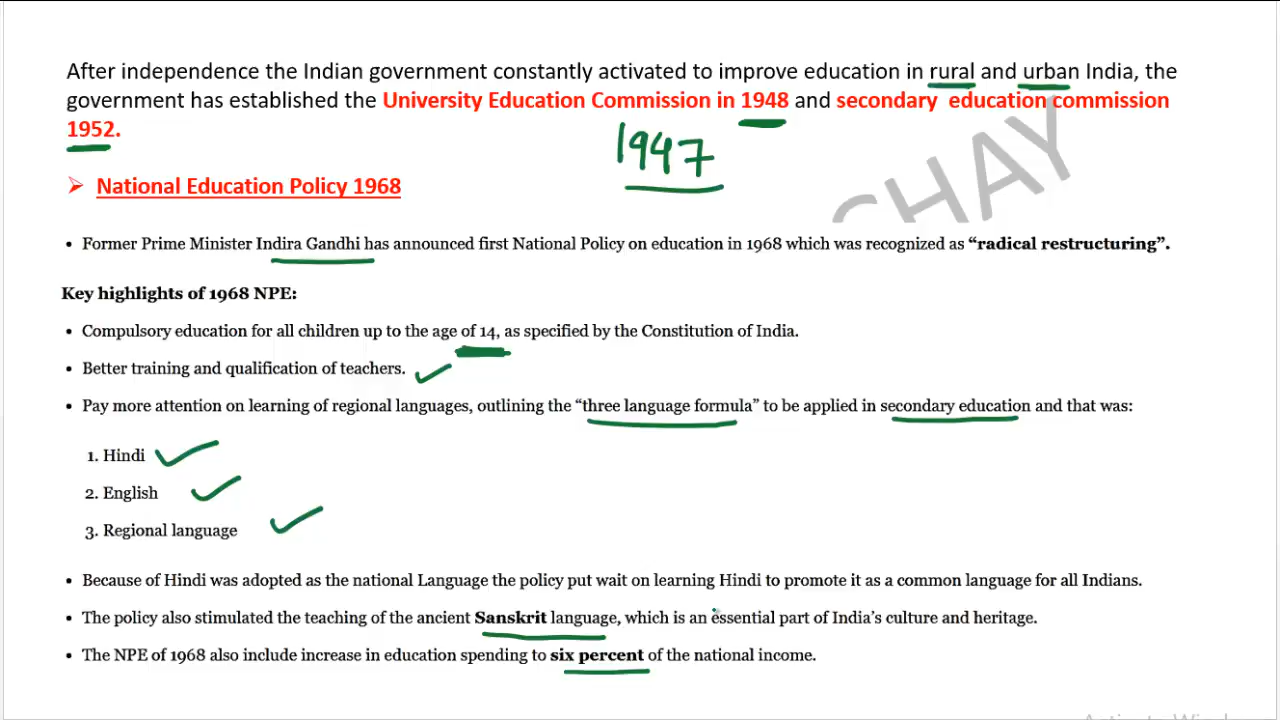 After independence the Indian government constantly activated to improve education in rural and urban India, the
government has established the University Education Commission in 1948 and secondary education commission
1952.
1947
➢ National Education Policy 1968
CHAY
• Former Prime Minister Indira Gandhi has announced first National Policy on education in 1968 which was recognized as “radical restructuring”.
Key highlights of 1968 NPE:
• Compulsory education for all children up to the age of 14, as specified by the Constitution of India.
• Better training and qualification of teachers.
• Pay more attention on learning of regional languages, outlining the “three language formula” to be applied in secondary education and that was:
1. Hindi
2. English
3. Regional language
• Because of Hindi was adopted as the national Language the policy put wait on learning Hindi to promote it as a common language for all Indians.
• The policy also stimulated the teaching of the ancient Sanskrit language, which is an essential part of India’s culture and heritage.
• The NPE of 1968 also include increase in education spending to six percent of the national income.